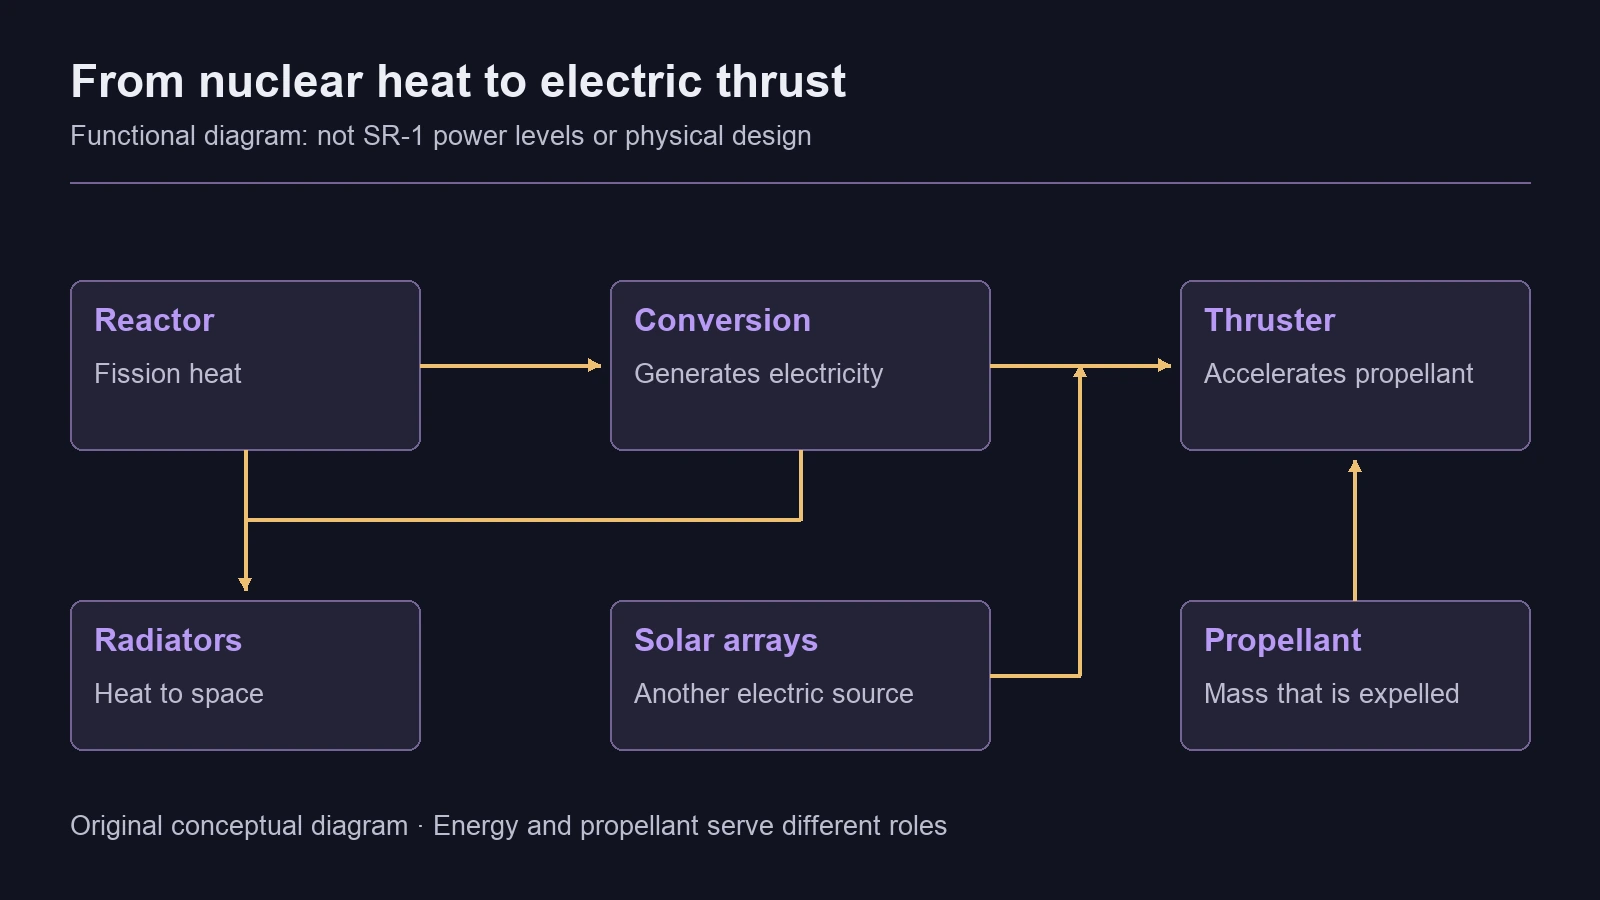 From nuclear heat to electric thrust
Functional diagram: not SR-1 power levels or physical design
Reactor
Fission heat
Conversion
Generates electricity
Thruster
Accelerates propellant
Radiators
Heat to space
Solar arrays
Another electric source
Propellant
Mass that is expelled
Original conceptual diagram · Energy and propellant serve different roles